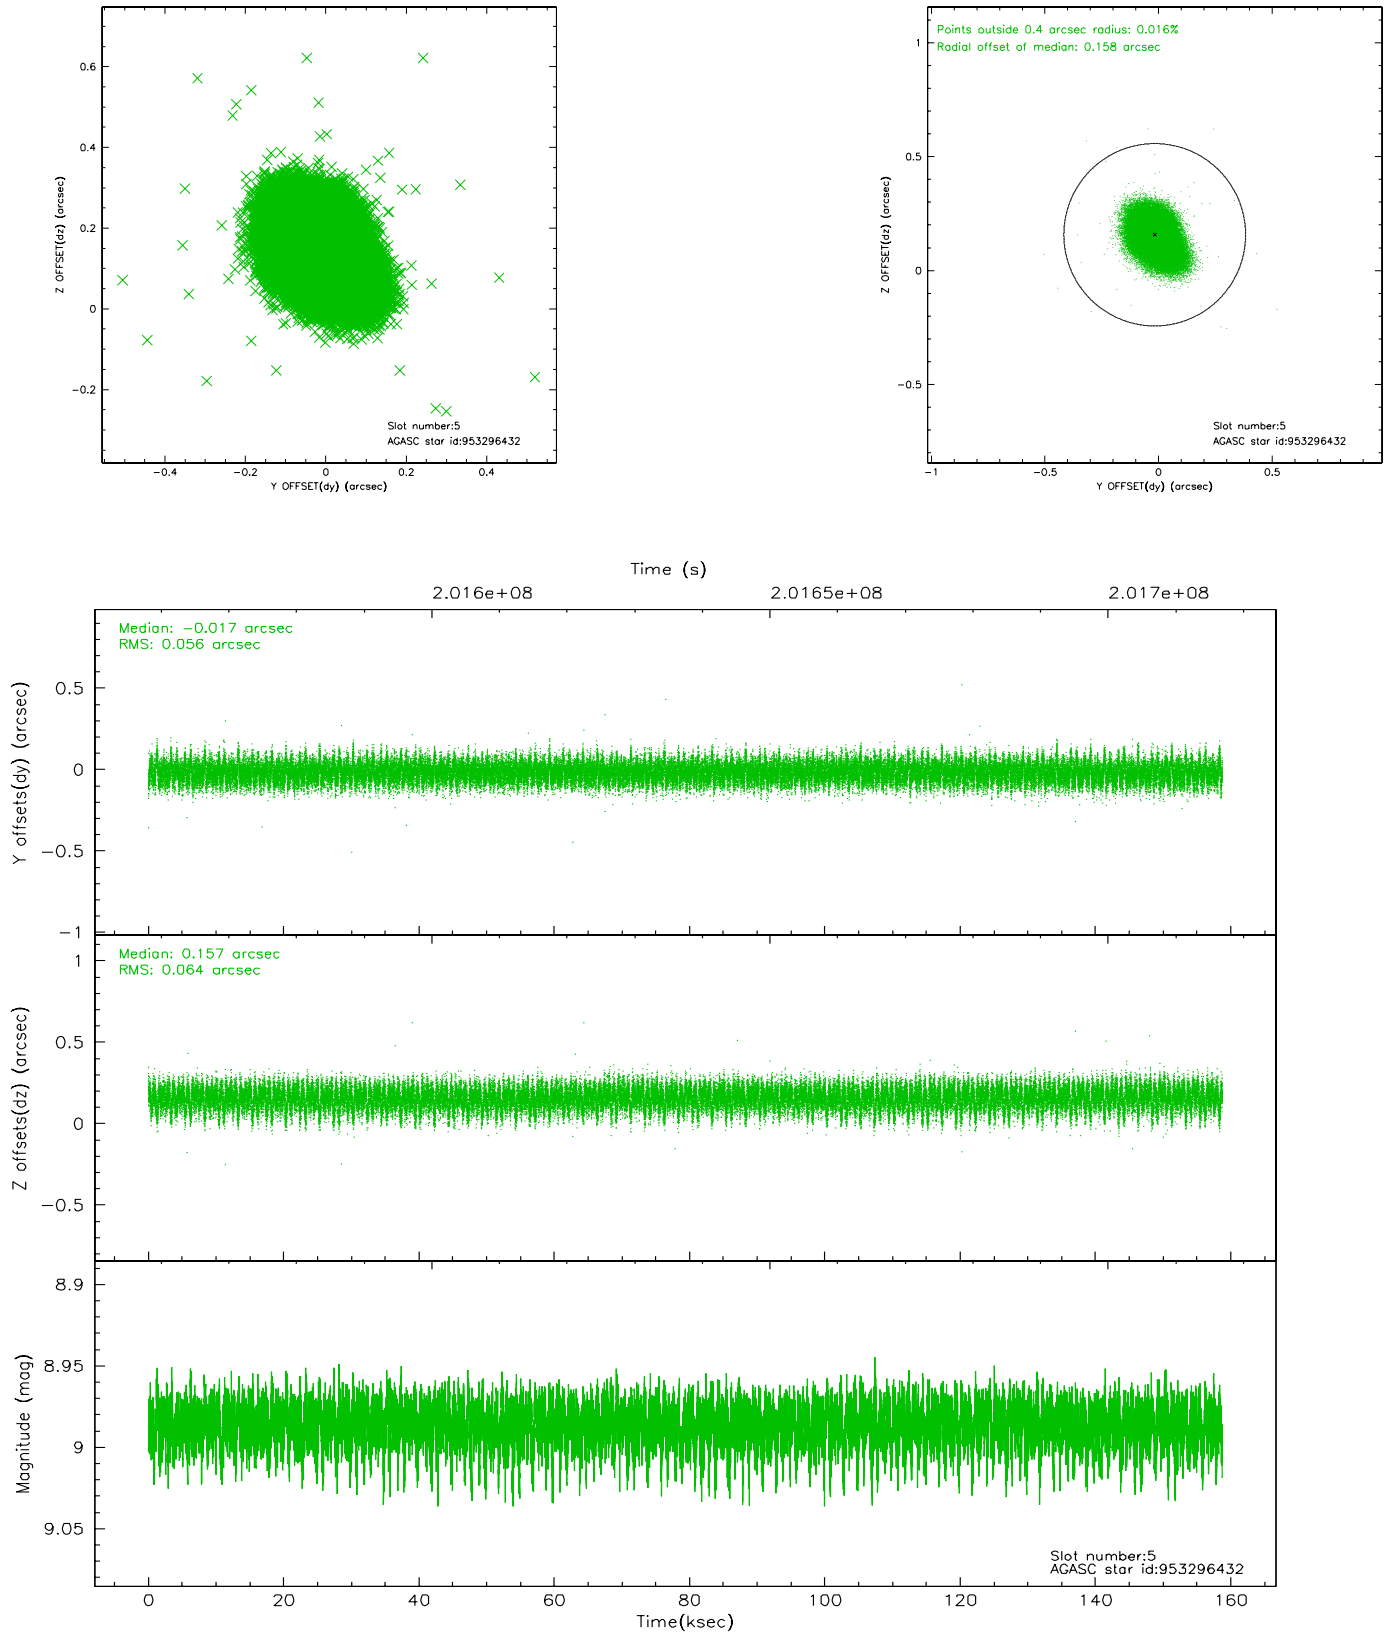 0.6
0.4
0.2
0
−0.2
Z OFFSET(dz) (arcsec)
Slot number:5
AGASC star id:953296432
−0.4 −0.2 0 0.2 0.4
Y OFFSET(dy) (arcsec)
Points outside 0.4 arcsec radius: 0.016%
Radial offset of median: 0.158 arcsec
1
0.5
0
−0.5
Z OFFSET(dz) (arcsec)
Slot number:5
AGASC star id:953296432
−1 −0.5 0 0.5
Y OFFSET(dy) (arcsec)
Time (s)
2.016e+08 2.0165e+08 2.017e+08
Median: −0.017 arcsec
RMS: 0.056 arcsec
0.5
0
−0.5
−1
Y offsets(dy) (arcsec)
Median: 0.157 arcsec
RMS: 0.064 arcsec
1
0.5
0
−0.5
Z offsets(dz) (arcsec)
8.9
8.95
9
9.05
Magnitude (mag)
Slot number:5
AGASC star id:953296432
0 20 40 60 80 100 120 140 160
Time(ksec)